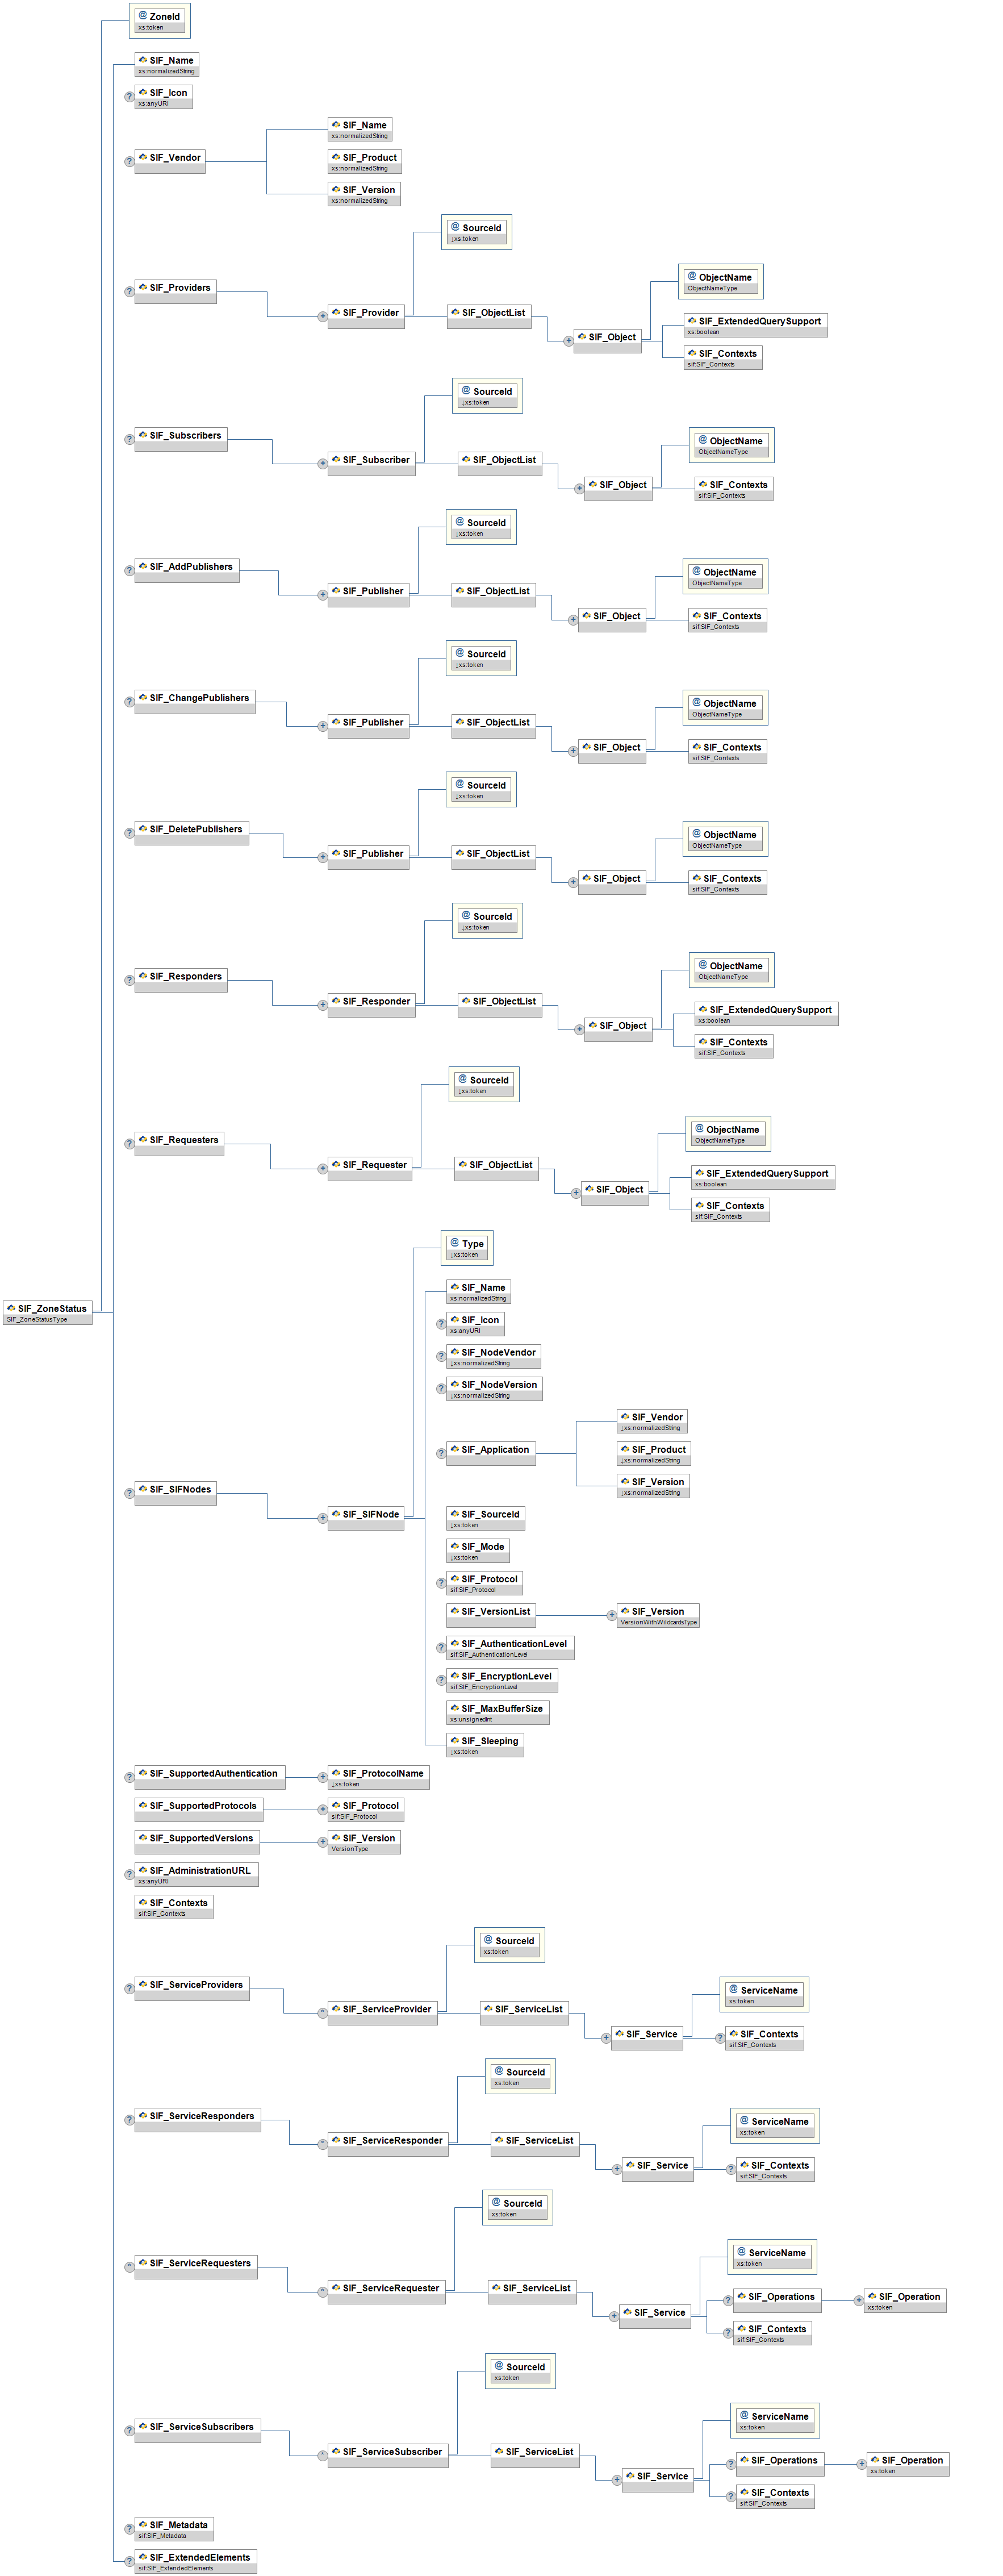 @ ZoneId
xs:token
SIF_Name
xs:normalizedString
? SIF_Icon
xs:anyURI
? SIF_Vendor
SIF_Name
xs:normalizedString
SIF_Product
xs:normalizedString
SIF_Version
xs:normalizedString
? SIF_Providers
+ SIF_Provider
@ SourceId
↓xs:token
SIF_ObjectList
+ SIF_Object
@ ObjectName
ObjectNameType
SIF_ExtendedQuerySupport
xs:boolean
SIF_Contexts
sif:SIF_Contexts
? SIF_Subscribers
+ SIF_Subscriber
@ SourceId
↓xs:token
SIF_ObjectList
+ SIF_Object
@ ObjectName
ObjectNameType
SIF_Contexts
sif:SIF_Contexts
? SIF_AddPublishers
+ SIF_Publisher
@ SourceId
↓xs:token
SIF_ObjectList
+ SIF_Object
@ ObjectName
ObjectNameType
SIF_Contexts
sif:SIF_Contexts
? SIF_ChangePublishers
+ SIF_Publisher
@ SourceId
↓xs:token
SIF_ObjectList
+ SIF_Object
@ ObjectName
ObjectNameType
SIF_Contexts
sif:SIF_Contexts
? SIF_DeletePublishers
+ SIF_Publisher
@ SourceId
↓xs:token
SIF_ObjectList
+ SIF_Object
@ ObjectName
ObjectNameType
SIF_Contexts
sif:SIF_Contexts
? SIF_Responders
+ SIF_Responder
@ SourceId
↓xs:token
SIF_ObjectList
+ SIF_Object
@ ObjectName
ObjectNameType
SIF_ExtendedQuerySupport
xs:boolean
SIF_Contexts
sif:SIF_Contexts
? SIF_Requesters
+ SIF_Requester
@ SourceId
↓xs:token
SIF_ObjectList
+ SIF_Object
@ ObjectName
ObjectNameType
SIF_ExtendedQuerySupport
xs:boolean
SIF_Contexts
sif:SIF_Contexts
SIF_ZoneStatus
SIF_ZoneStatusType
? SIF_SIFNodes
+ SIF_SIFNode
@ Type
↓xs:token
SIF_Name
xs:normalizedString
? SIF_Icon
xs:anyURI
? SIF_NodeVendor
↓xs:normalizedString
? SIF_NodeVersion
↓xs:normalizedString
? SIF_Application
SIF_Vendor
↓xs:normalizedString
SIF_Product
↓xs:normalizedString
SIF_Version
↓xs:normalizedString
SIF_SourceId
↓xs:token
SIF_Mode
↓xs:token
? SIF_Protocol
sif:SIF_Protocol
SIF_VersionList
+ SIF_Version
VersionWithWildcardsType
? SIF_AuthenticationLevel
sif:SIF_AuthenticationLevel
? SIF_EncryptionLevel
sif:SIF_EncryptionLevel
SIF_MaxBufferSize
xs:unsignedInt
SIF_Sleeping
↓xs:token
? SIF_SupportedAuthentication
+ SIF_ProtocolName
↓xs:token
SIF_SupportedProtocols
+ SIF_Protocol
sif:SIF_Protocol
SIF_SupportedVersions
+ SIF_Version
VersionType
? SIF_AdministrationURL
xs:anyURI
SIF_Contexts
sif:SIF_Contexts
? SIF_ServiceProviders
* SIF_ServiceProvider
@ SourceId
xs:token
SIF_ServiceList
+ SIF_Service
@ ServiceName
xs:token
? SIF_Contexts
sif:SIF_Contexts
? SIF_ServiceResponders
* SIF_ServiceResponder
@ SourceId
xs:token
SIF_ServiceList
+ SIF_Service
@ ServiceName
xs:token
? SIF_Contexts
sif:SIF_Contexts
* SIF_ServiceRequesters
* SIF_ServiceRequester
@ SourceId
xs:token
SIF_ServiceList
+ SIF_Service
@ ServiceName
xs:token
? SIF_Operations
+ SIF_Operation
xs:token
? SIF_Contexts
sif:SIF_Contexts
? SIF_ServiceSubscribers
* SIF_ServiceSubscriber
@ SourceId
xs:token
SIF_ServiceList
+ SIF_Service
@ ServiceName
xs:token
? SIF_Operations
+ SIF_Operation
xs:token
? SIF_Contexts
sif:SIF_Contexts
? SIF_Metadata
sif:SIF_Metadata
? SIF_ExtendedElements
sif:SIF_ExtendedElements